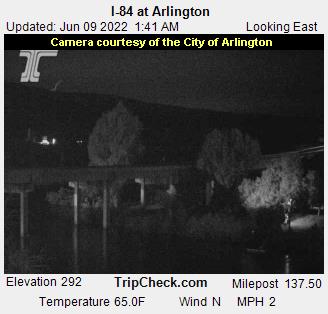 I-84 at Arlington
Updated: Jun 09 2022 1:41 AM Looking East
Camera courtesy of the City of Arlington
Elevation 292 TripCheck.com Milepost 137.50
Temperature 65.0F Wind N MPH 2